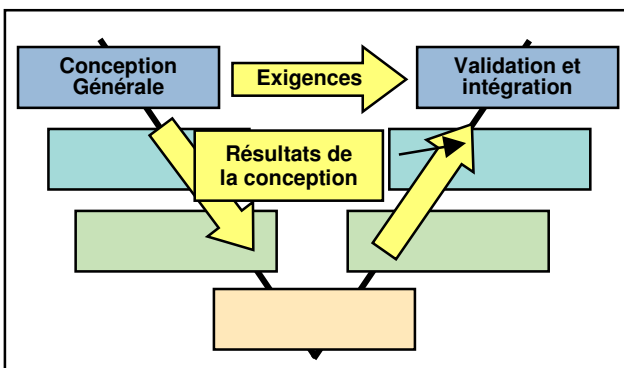 Conception
Générale
Exigences
Validation et
intégration
Résultats de
la conception